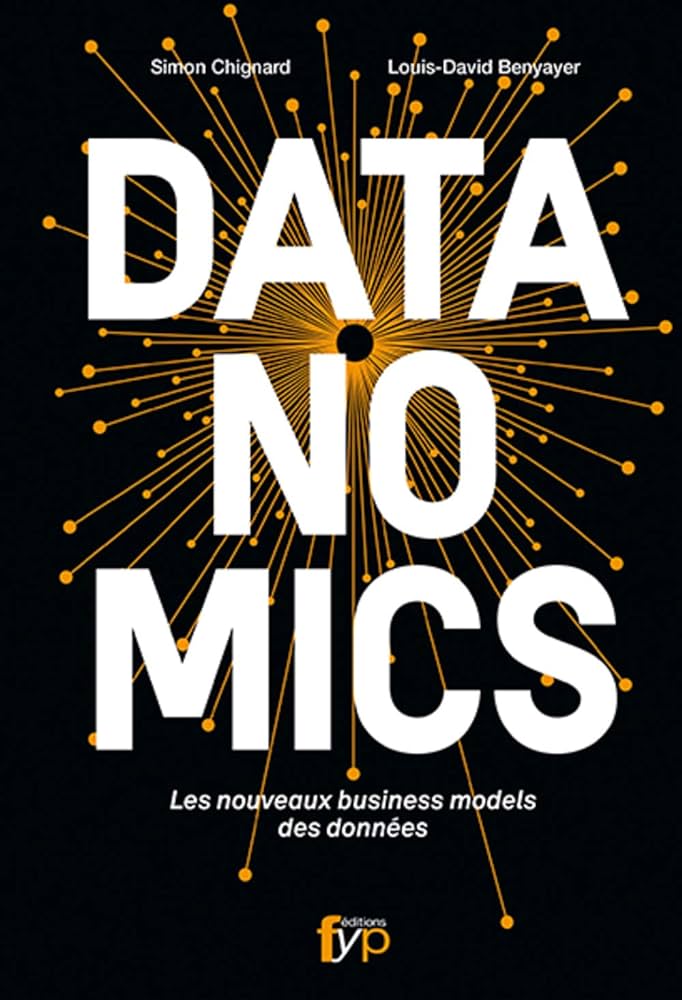 Simon Chignard
Louis-David Benyayer
DATA
NO
MICS
Les nouveaux business models
des données
éditions
fyp